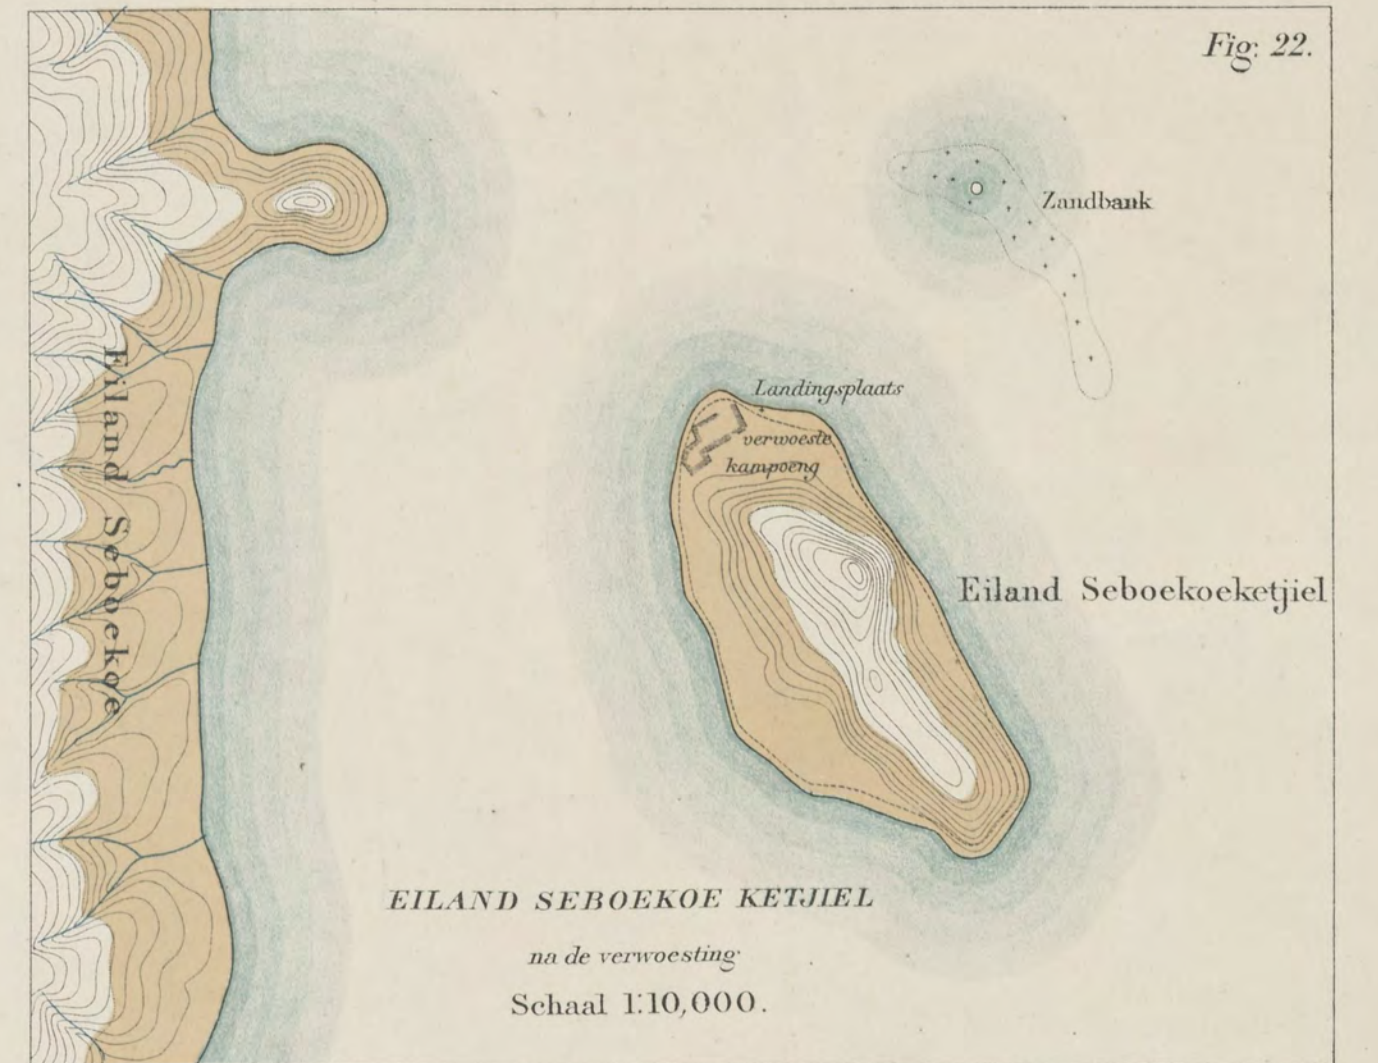 Fig: 22.
Zandbank
Landingsplaats
verwoeste
kampoeng
Eiland Seboekoe
Eiland Seboekoeketjiel
EILAND SEBOEKOE KETJIEL
na de verwoesting
Schaal 1:10,000.